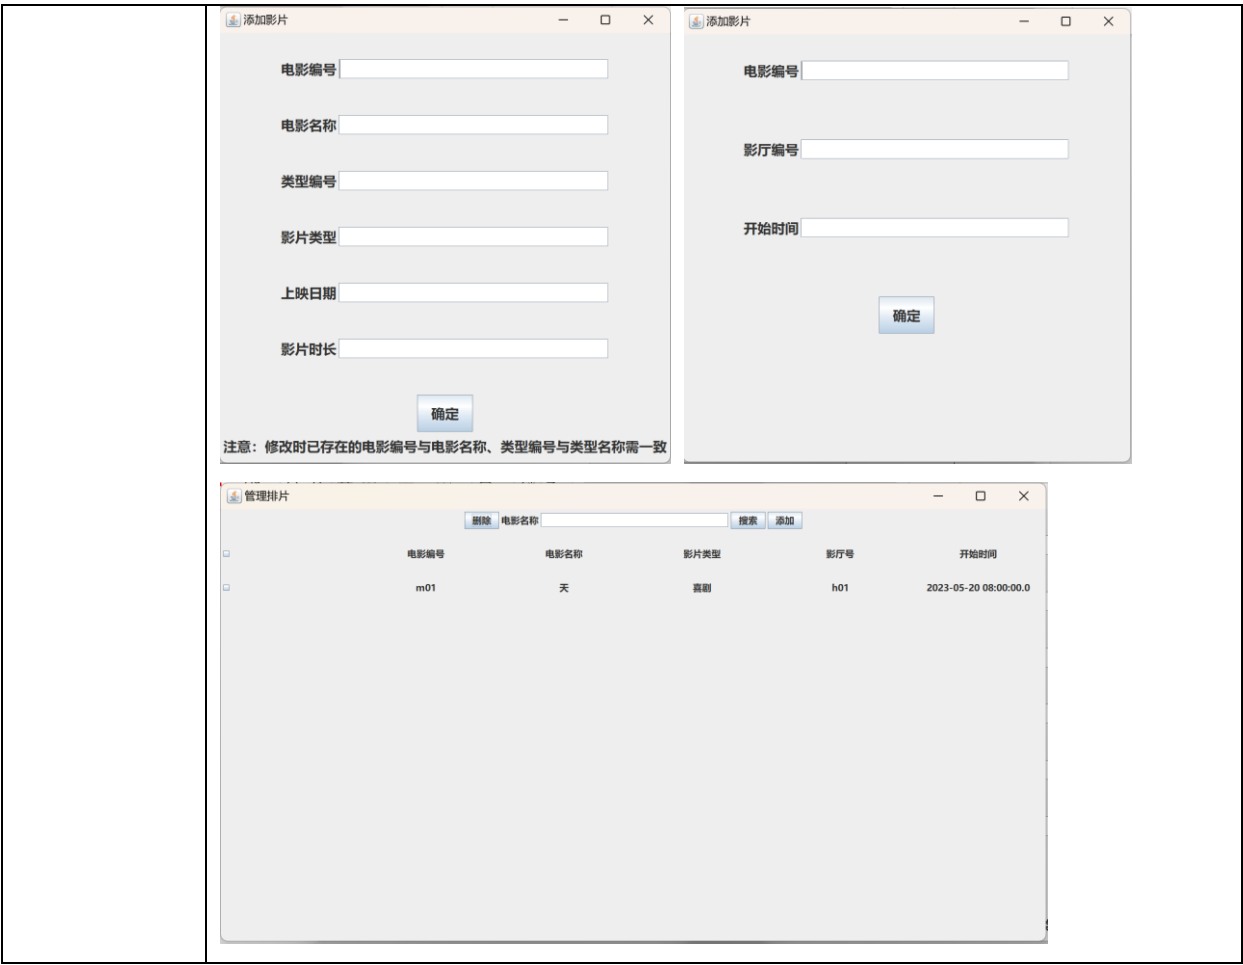 添加影片
电影编号
电影名称
类型编号
影片类型
上映日期
影片时长
确定
注意：修改时已存在的电影编号与电影名称、类型编号与类型名称需一致
添加影片
电影编号
影厅编号
开始时间
确定
管理排片
删除 电影名称 搜索 添加
电影编号 电影名称 影片类型 影厅号 开始时间
m01 天 喜剧 h01 2023-05-20 08:00:00.0